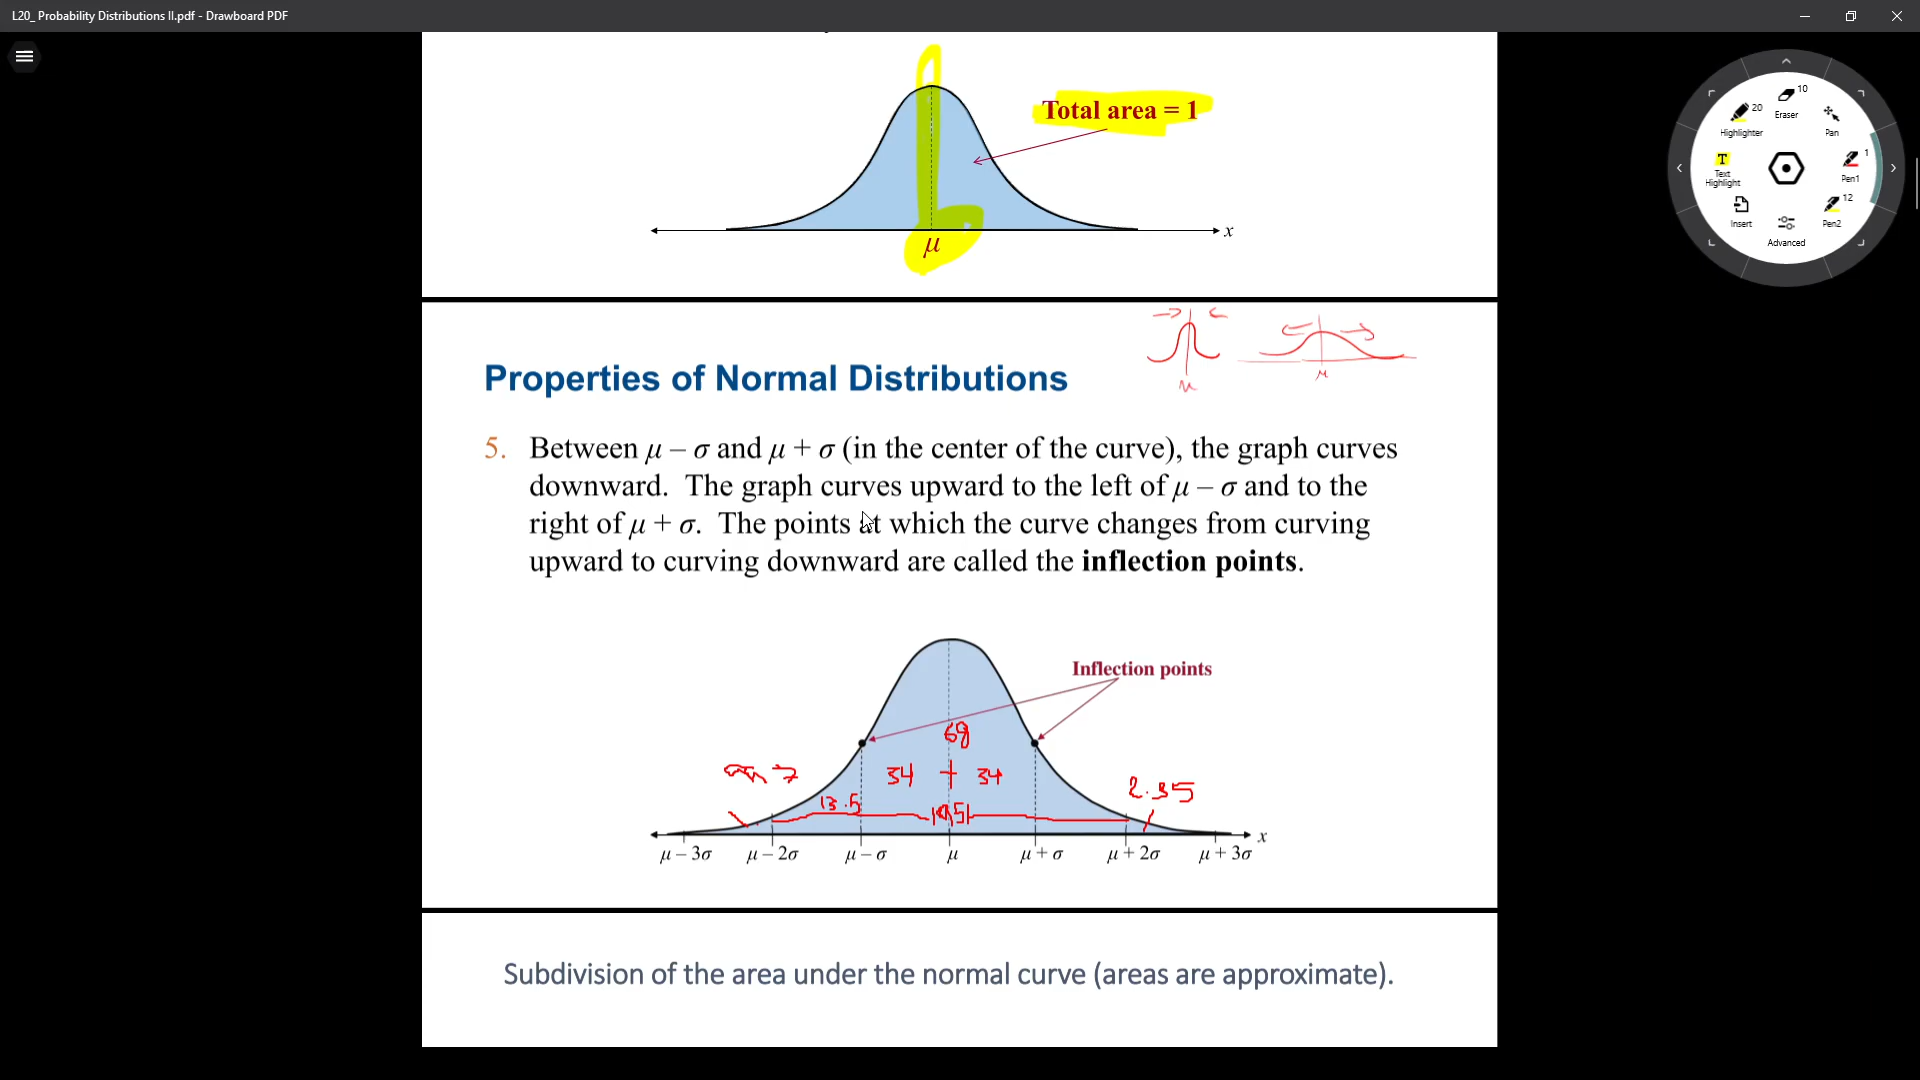 L20_ Probability Distributions II.pdf - Drawboard PDF
Total area = 1
x
μ
10
Eraser
20
Highlighter
Pan
T
Text
Highlight
1
Pen1
Insert
12
Pen2
Advanced
μ
μ
Properties of Normal Distributions
5. Between μ – σ and μ + σ (in the center of the curve), the graph curves
downward. The graph curves upward to the left of μ – σ and to the
right of μ + σ. The points at which the curve changes from curving
upward to curving downward are called the inflection points.
Inflection points
68
34 + 34
2.35
13.5
x
μ – 3σ μ – 2σ μ – σ μ μ + σ μ + 2σ μ + 3σ
Subdivision of the area under the normal curve (areas are approximate).